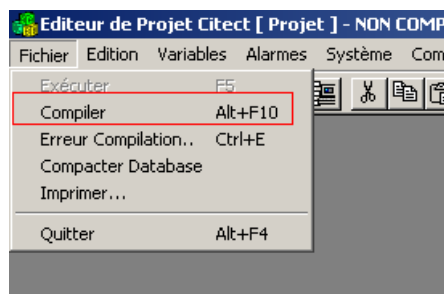 Editeur de Projet Citect [ Projet ] - NON COMP
Fichier Edition Variables Alarmes Système Com
Exécuter F5
Compiler Alt+F10
Erreur Compilation.. Ctrl+E
Compacter Database
Imprimer...
Quitter Alt+F4